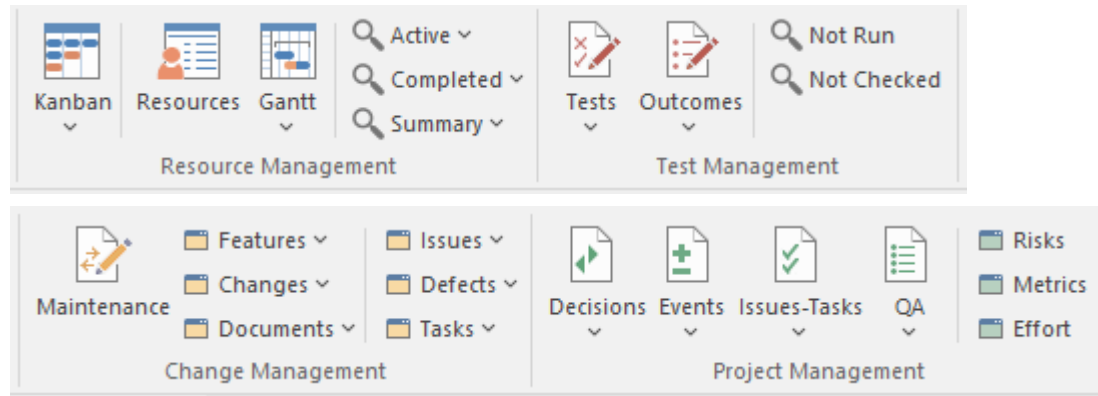 Kanban
Resources
Gantt
Active
Completed
Summary
Resource Management
Tests
Outcomes
Not Run
Not Checked
Test Management
Maintenance
Features
Changes
Documents
Issues
Defects
Tasks
Change Management
Decisions
Events
Issues-Tasks
QA
Risks
Metrics
Effort
Project Management